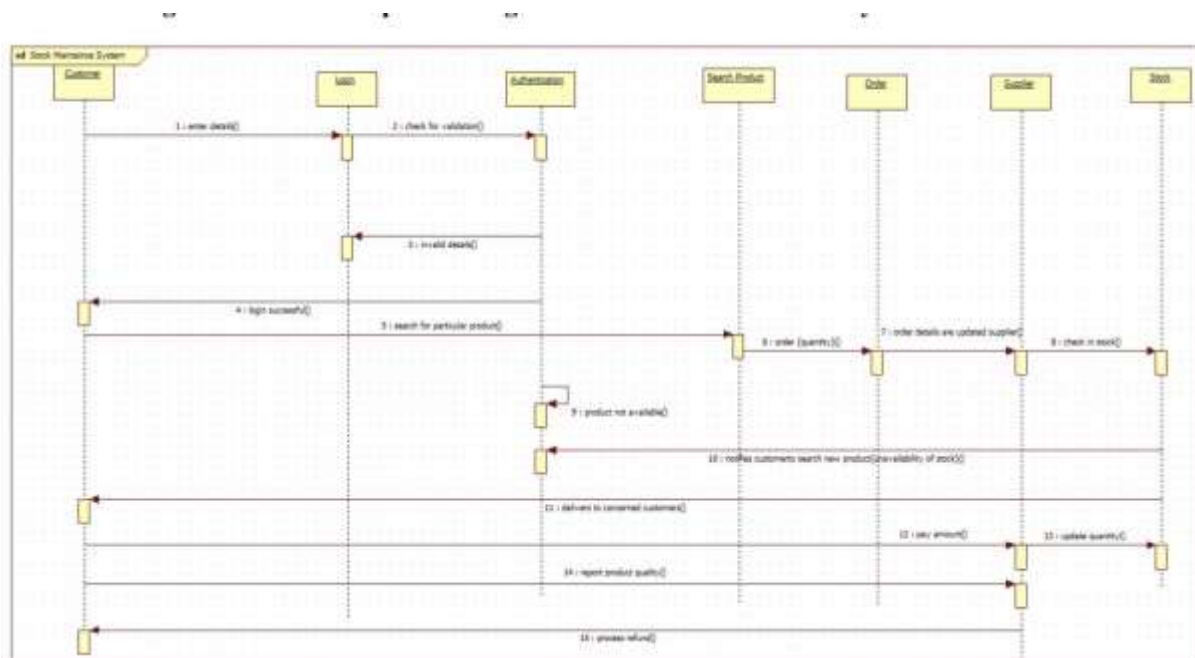 sd Stock Maintaince System
Customer
Login
Authentication
Search Product
Order
Supplier
Stock
1 : enter details()
2 : check for validation()
3 : invalid details()
4 : login successful()
5 : search for particular product()
6 : order (quantity)()
7 : order details are updated supplier()
8 : check in stock()
9 : product not available()
10 : notifies customers search new product(unavailability of stock)()
11 : delivers to concerned customers()
12 : pay amount()
13 : update quantity()
14 : report product quality()
15 : process refund()